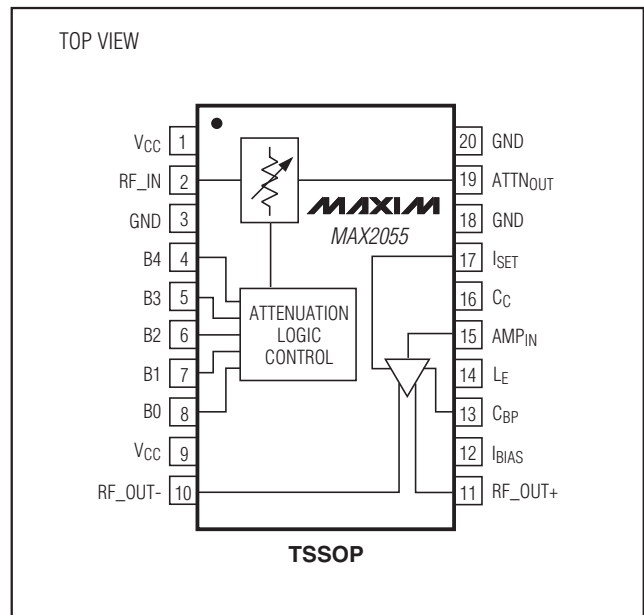 TOP VIEW
VCC 1
RF_IN 2
GND 3
B4 4
B3 5
B2 6
B1 7
B0 8
VCC 9
RF_OUT- 10
MAXIM
MAX2055
ATTENUATION
LOGIC
CONTROL
20 GND
19 ATTNOUT
18 GND
17 ISET
16 CC
15 AMPIN
14 LE
13 CBP
12 IBIAS
11 RF_OUT+
TSSOP